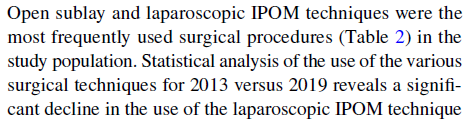 Open sublay and laparoscopic IPOM techniques were the
most frequently used surgical procedures (Table 2) in the
study population. Statistical analysis of the use of the various
surgical techniques for 2013 versus 2019 reveals a signifi-
cant decline in the use of the laparoscopic IPOM technique